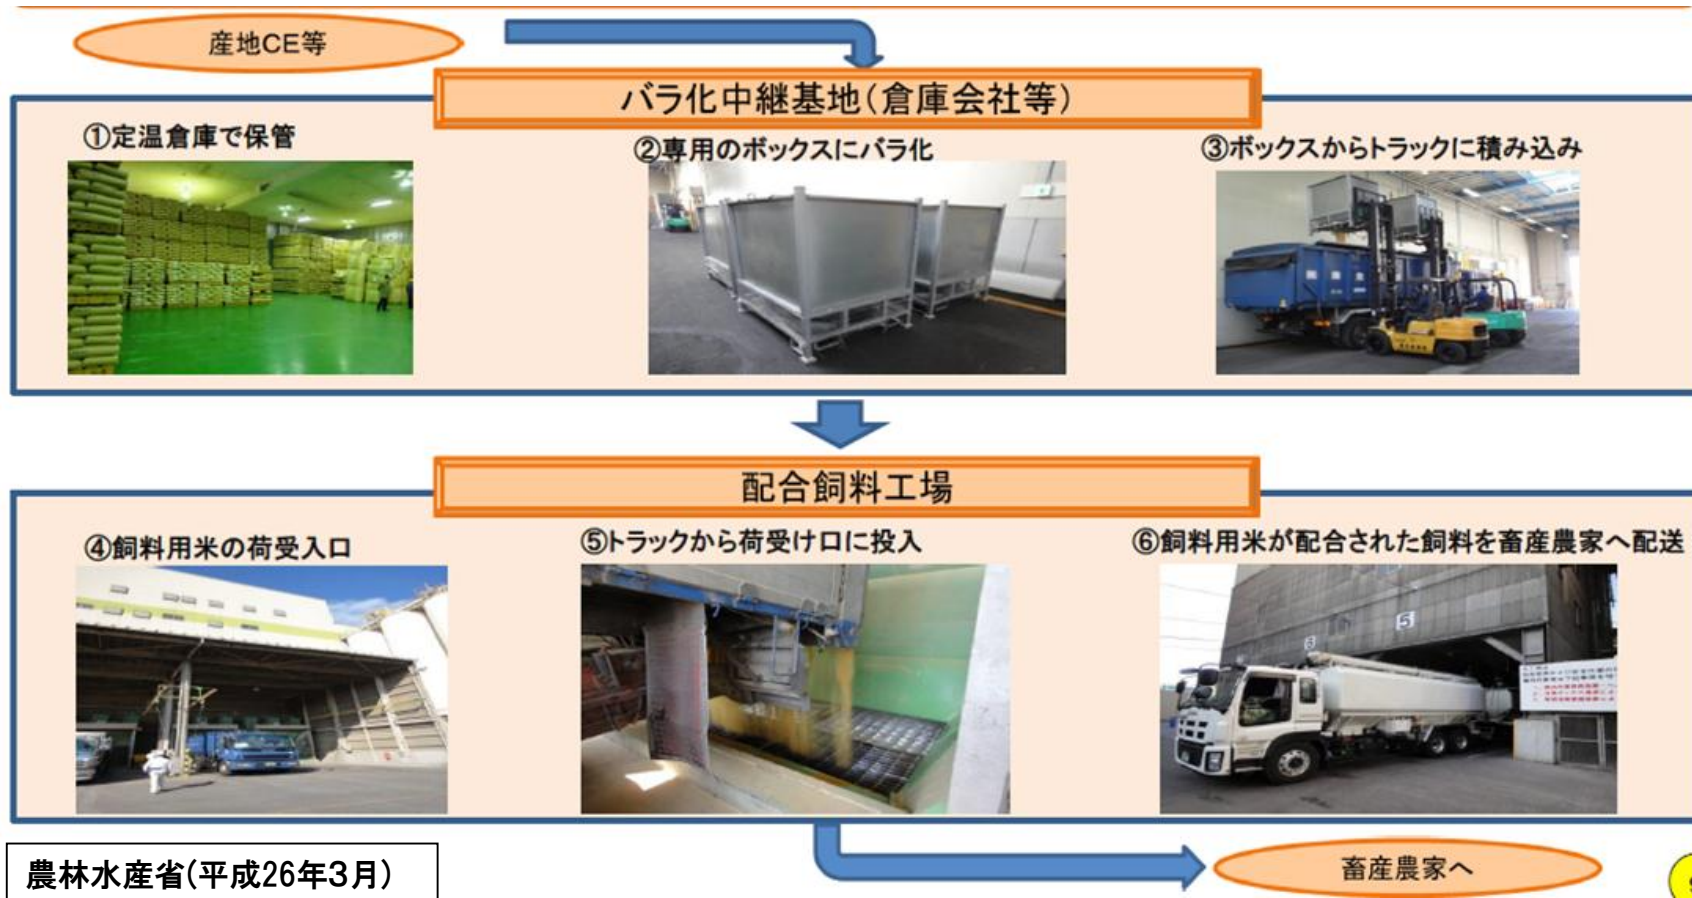 産地CE等
バラ化中継基地(倉庫会社等)
①定温倉庫で保管
②専用のボックスにバラ化
③ボックスからトラックに積み込み
配合飼料工場
④飼料用米の荷受入口
⑤トラックから荷受け口に投入
⑥飼料用米が配合された飼料を畜産農家へ配送
6
5
農林水産省(平成26年3月)
畜産農家へ